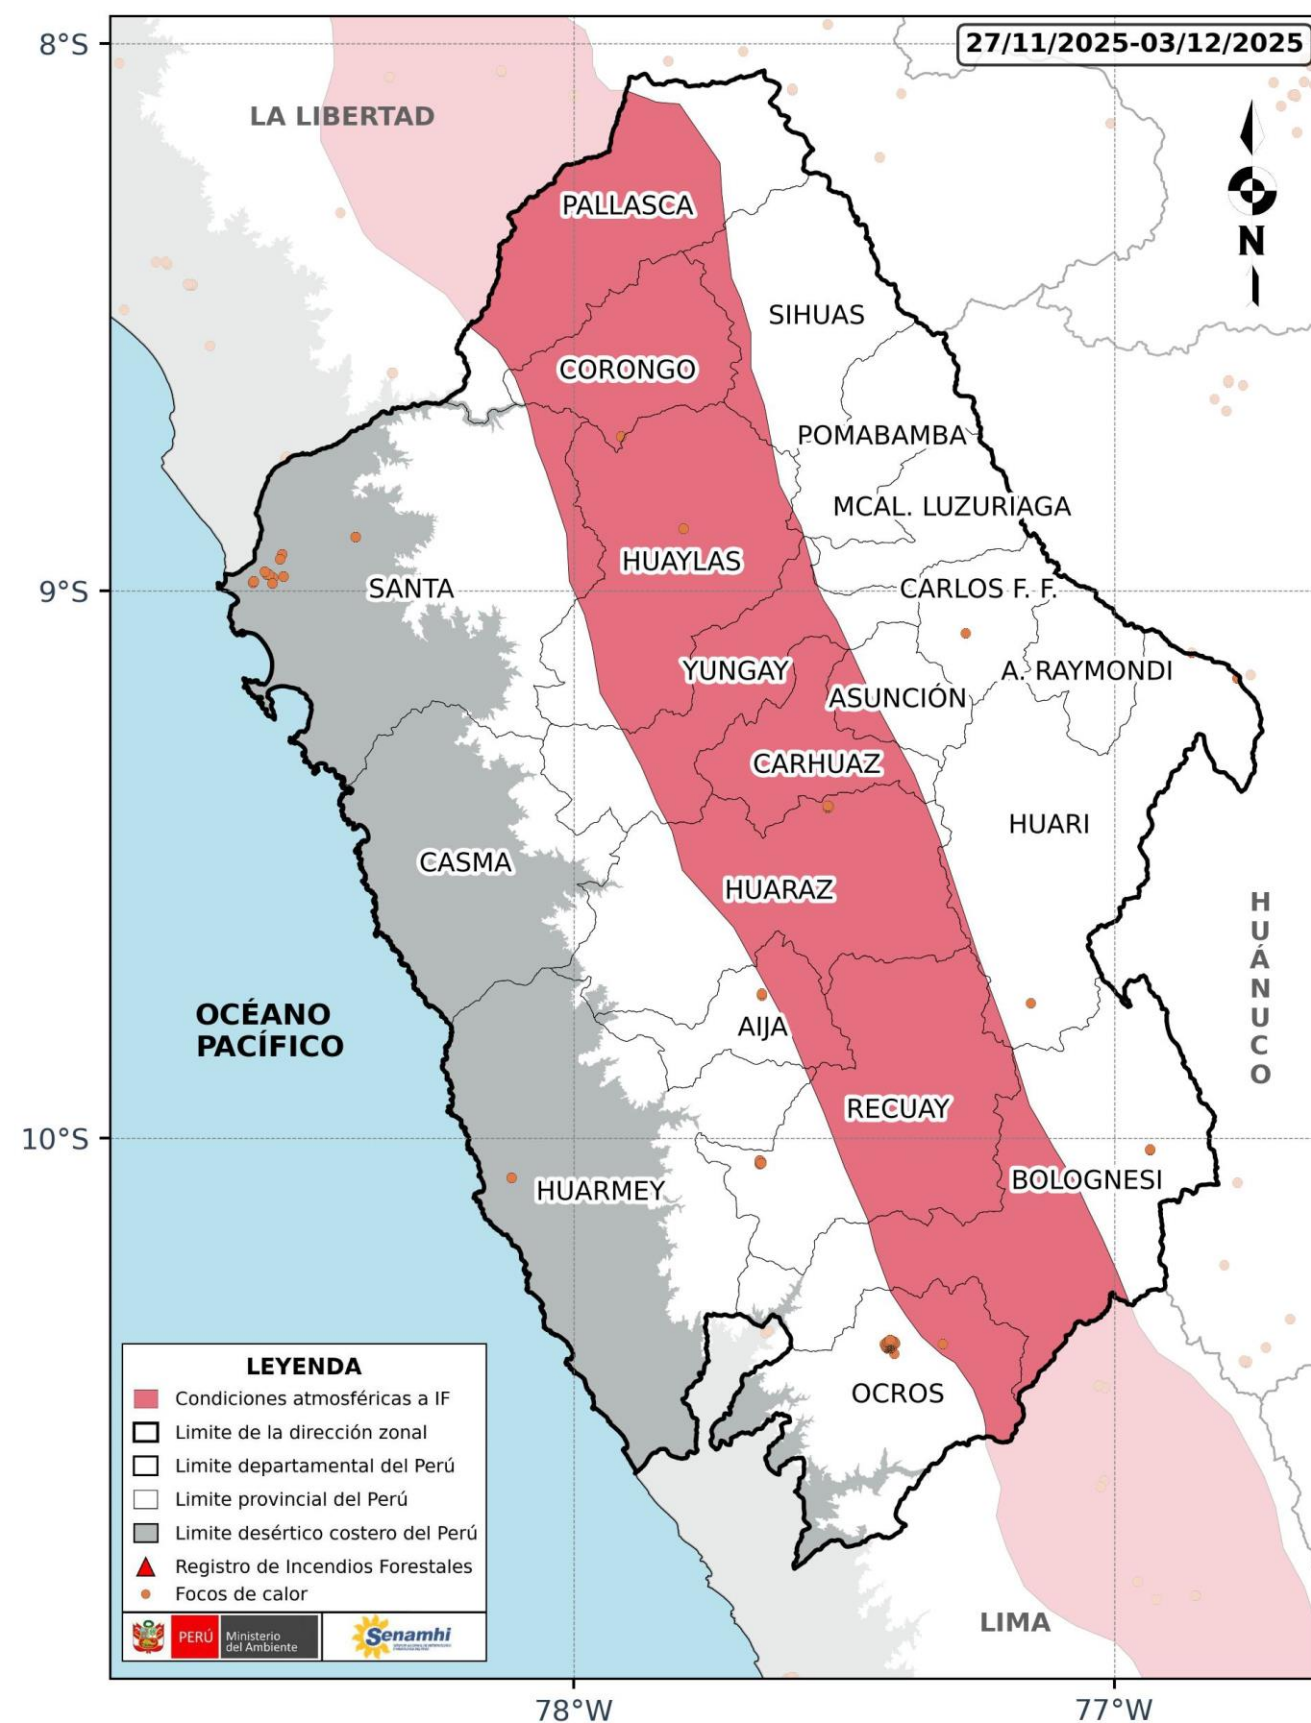 27/11/2025-03/12/2025
8°S
LA LIBERTAD
N
PALLASCA
SIHUAS
CORONGO
POMABAMBA
MCAL. LUZURIAGA
HUAYLAS
9°S
SANTA
CARLOS F. F.
YUNGAY
A. RAYMONDI
ASUNCIÓN
CARHUAZ
HUARI
CASMA
HUARAZ
HUÁNUCO
OCÉANO
PACÍFICO
AIJA
RECUAY
10°S
HUARMEY
BOLOGNESI
OCROS
LIMA
LEYENDA
Condiciones atmosféricas a IF
Limite de la dirección zonal
Limite departamental del Perú
Limite provincial del Perú
Limite desértico costero del Perú
Registro de Incendios Forestales
Focos de calor
PERÚ
Ministerio
del Ambiente
Senamhi
78°W
77°W